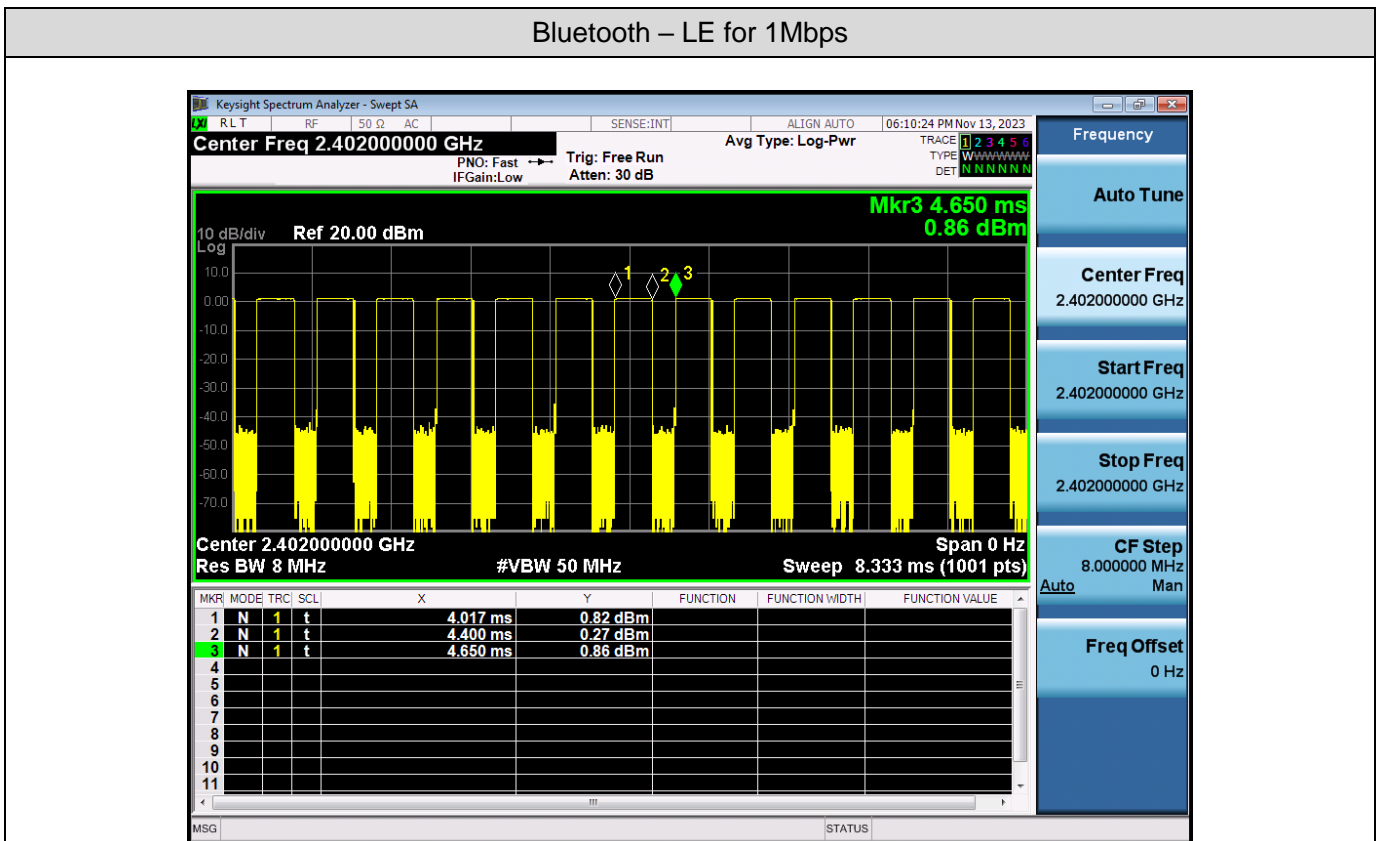 Bluetooth – LE for 1Mbps
Keysight Spectrum Analyzer - Swept SA
LXI RLT RF 50 Ω AC SENSE:INT ALIGN AUTO 06:10:24 PM Nov 13, 2023
Center Freq 2.402000000 GHz
PNO: Fast
IFGain:Low
Trig: Free Run
Atten: 30 dB
Avg Type: Log-Pwr
TRACE 1 2 3 4 5 6
TYPE WWWWWW
DET N N N N N N
Mkr3 4.650 ms
0.86 dBm
10 dB/div Ref 20.00 dBm
Log
10.0
0.00
-10.0
-20.0
-30.0
-40.0
-50.0
-60.0
-70.0
1 2 3
Center 2.402000000 GHz Span 0 Hz
Res BW 8 MHz #VBW 50 MHz Sweep 8.333 ms (1001 pts)
MKR MODE TRC SCL X Y FUNCTION FUNCTION WIDTH FUNCTION VALUE
1 N 1 t 4.017 ms 0.82 dBm
2 N 1 t 4.400 ms 0.27 dBm
3 N 1 t 4.650 ms 0.86 dBm
4
5
6
7
8
9
10
11
MSG STATUS
Frequency
Auto Tune
Center Freq
2.402000000 GHz
Start Freq
2.402000000 GHz
Stop Freq
2.402000000 GHz
CF Step
8.000000 MHz
Auto Man
Freq Offset
0 Hz